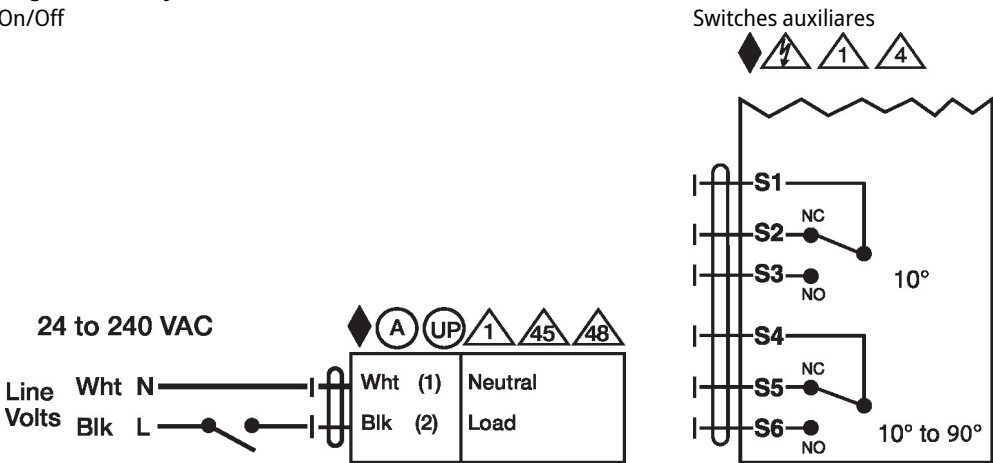 On/Off
24 to 240 VAC
A UP 1 45 48
Line Volts
Wht N
Blk L
Wht (1) Neutral
Blk (2) Load
Switches auxiliares
1 4
S1
NC
S2
S3
NO
10°
S4
NC
S5
S6
NO
10° to 90°